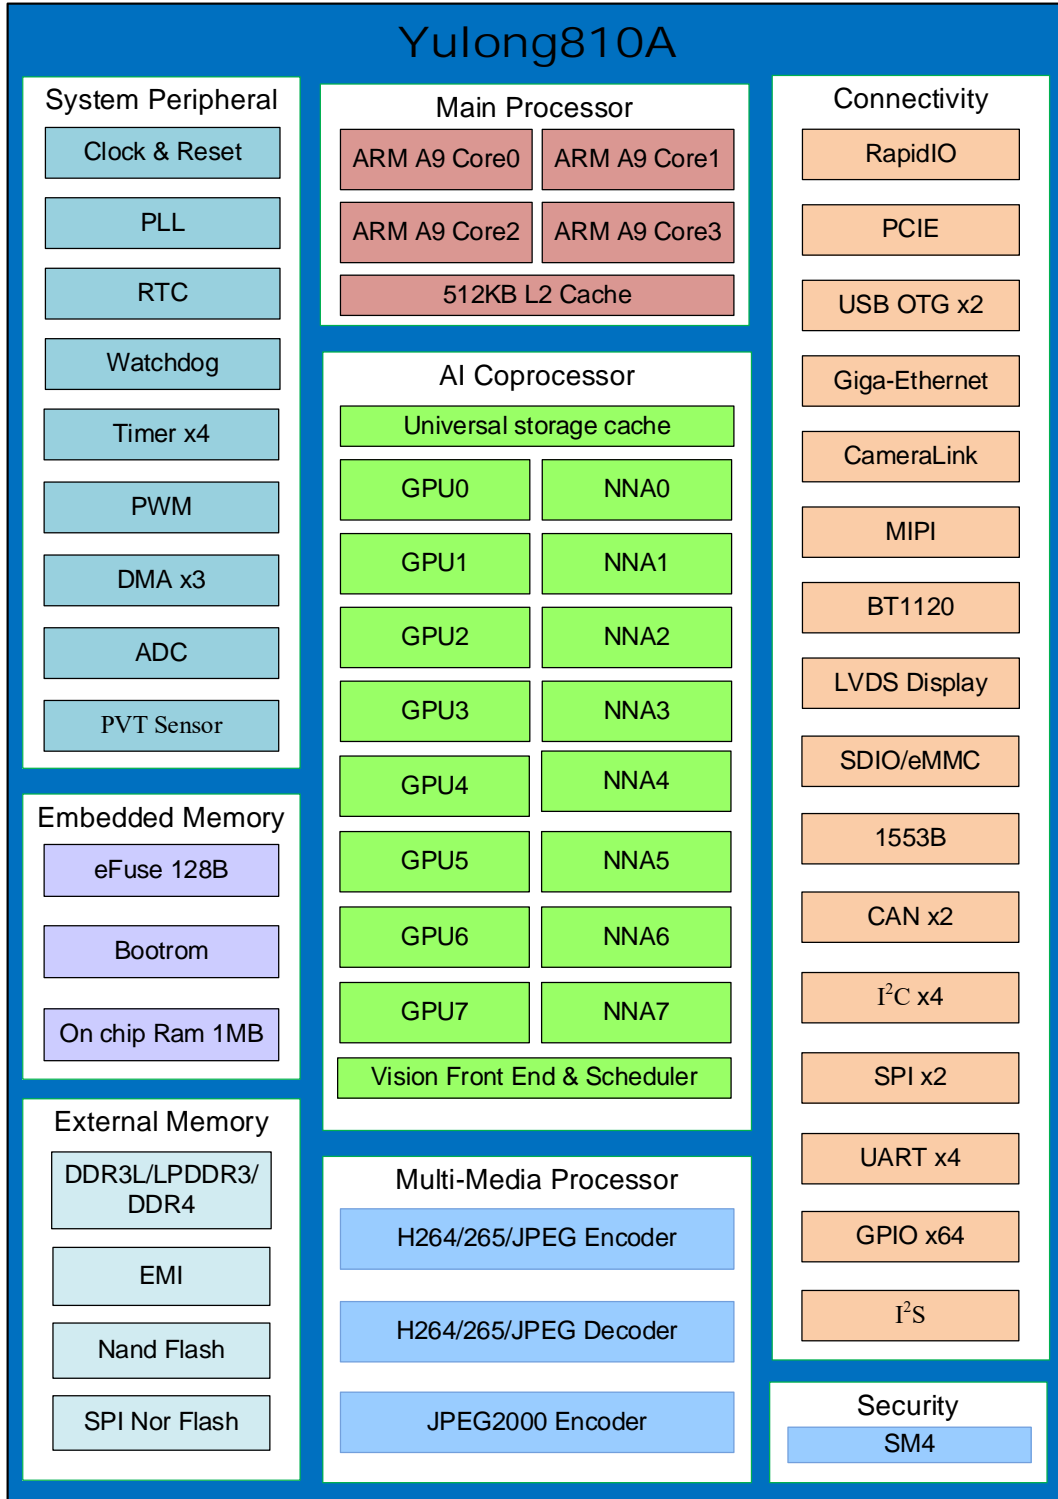 Yulong810A
System Peripheral
Clock & Reset
PLL
RTC
Watchdog
Timer x4
PWM
DMA x3
ADC
PVT Sensor
Embedded Memory
eFuse 128B
Bootrom
On chip Ram 1MB
External Memory
DDR3L/LPDDR3/
DDR4
EMI
Nand Flash
SPI Nor Flash
Main Processor
ARM A9 Core0
ARM A9 Core1
ARM A9 Core2
ARM A9 Core3
512KB L2 Cache
AI Coprocessor
Universal storage cache
GPU0
NNA0
GPU1
NNA1
GPU2
NNA2
GPU3
NNA3
GPU4
NNA4
GPU5
NNA5
GPU6
NNA6
GPU7
NNA7
Vision Front End & Scheduler
Multi-Media Processor
H264/265/JPEG Encoder
H264/265/JPEG Decoder
JPEG2000 Encoder
Connectivity
RapidIO
PCIE
USB OTG x2
Giga-Ethernet
CameraLink
MIPI
BT1120
LVDS Display
SDIO/eMMC
1553B
CAN x2
I²C x4
SPI x2
UART x4
GPIO x64
I²S
Security
SM4